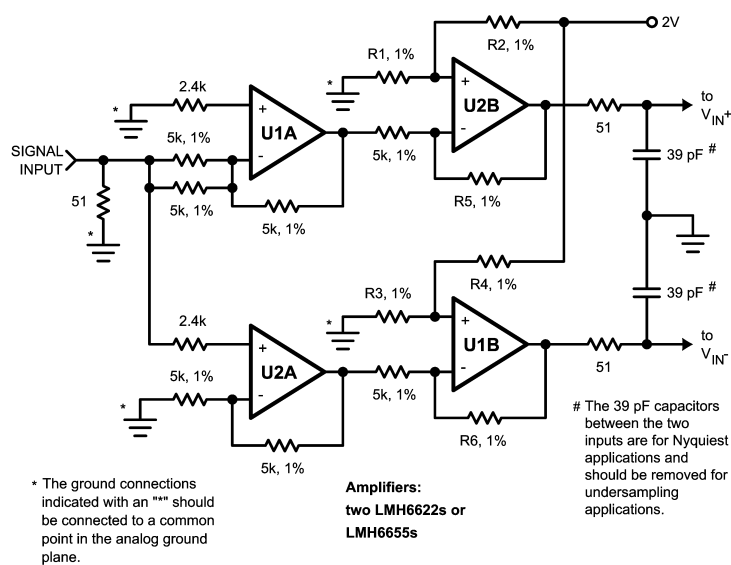 R2, 1%
2V
R1, 1%
*
+
U2B
-
2.4k
*
+
U1A
-
to
VIN+
51
5k, 1%
SIGNAL
INPUT
5k, 1%
39 pF #
51
5k, 1%
R5, 1%
5k, 1%
*
R4, 1%
39 pF #
R3, 1%
*
+
U1B
-
2.4k
+
U2A
-
to
VIN-
51
5k, 1%
*
5k, 1%
R6, 1%
5k, 1%
# The 39 pF capacitors
between the two
inputs are for Nyquiest
applications and
should be removed for
undersampling
applications.
* The ground connections
indicated with an "*" should
be connected to a common
point in the analog ground
plane.
Amplifiers:
two LMH6622s or
LMH6655s